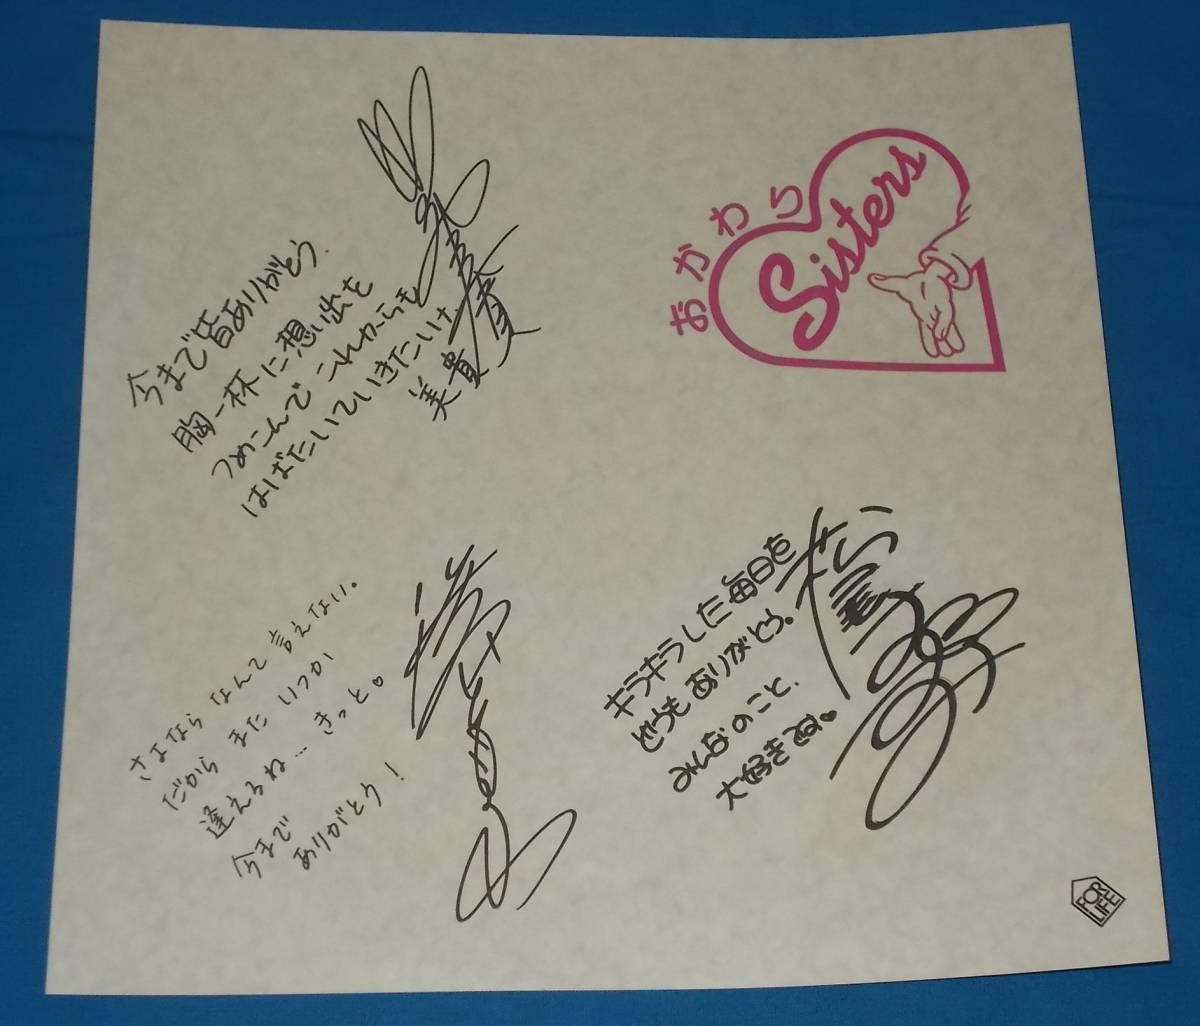 今まで皆ありがとう.
胸一杯に想い出を
つめこんで これからも
はばたいていきたいナ
美貴
おかわら
Sisters
さよならなんて言えない。
だから また いつか
逢えるね… きっと。
今まで
ありがとう!
キラキラした毎日を
どうもありがとう。
みんなのこと、
大好きです♡
FOR
LIFE